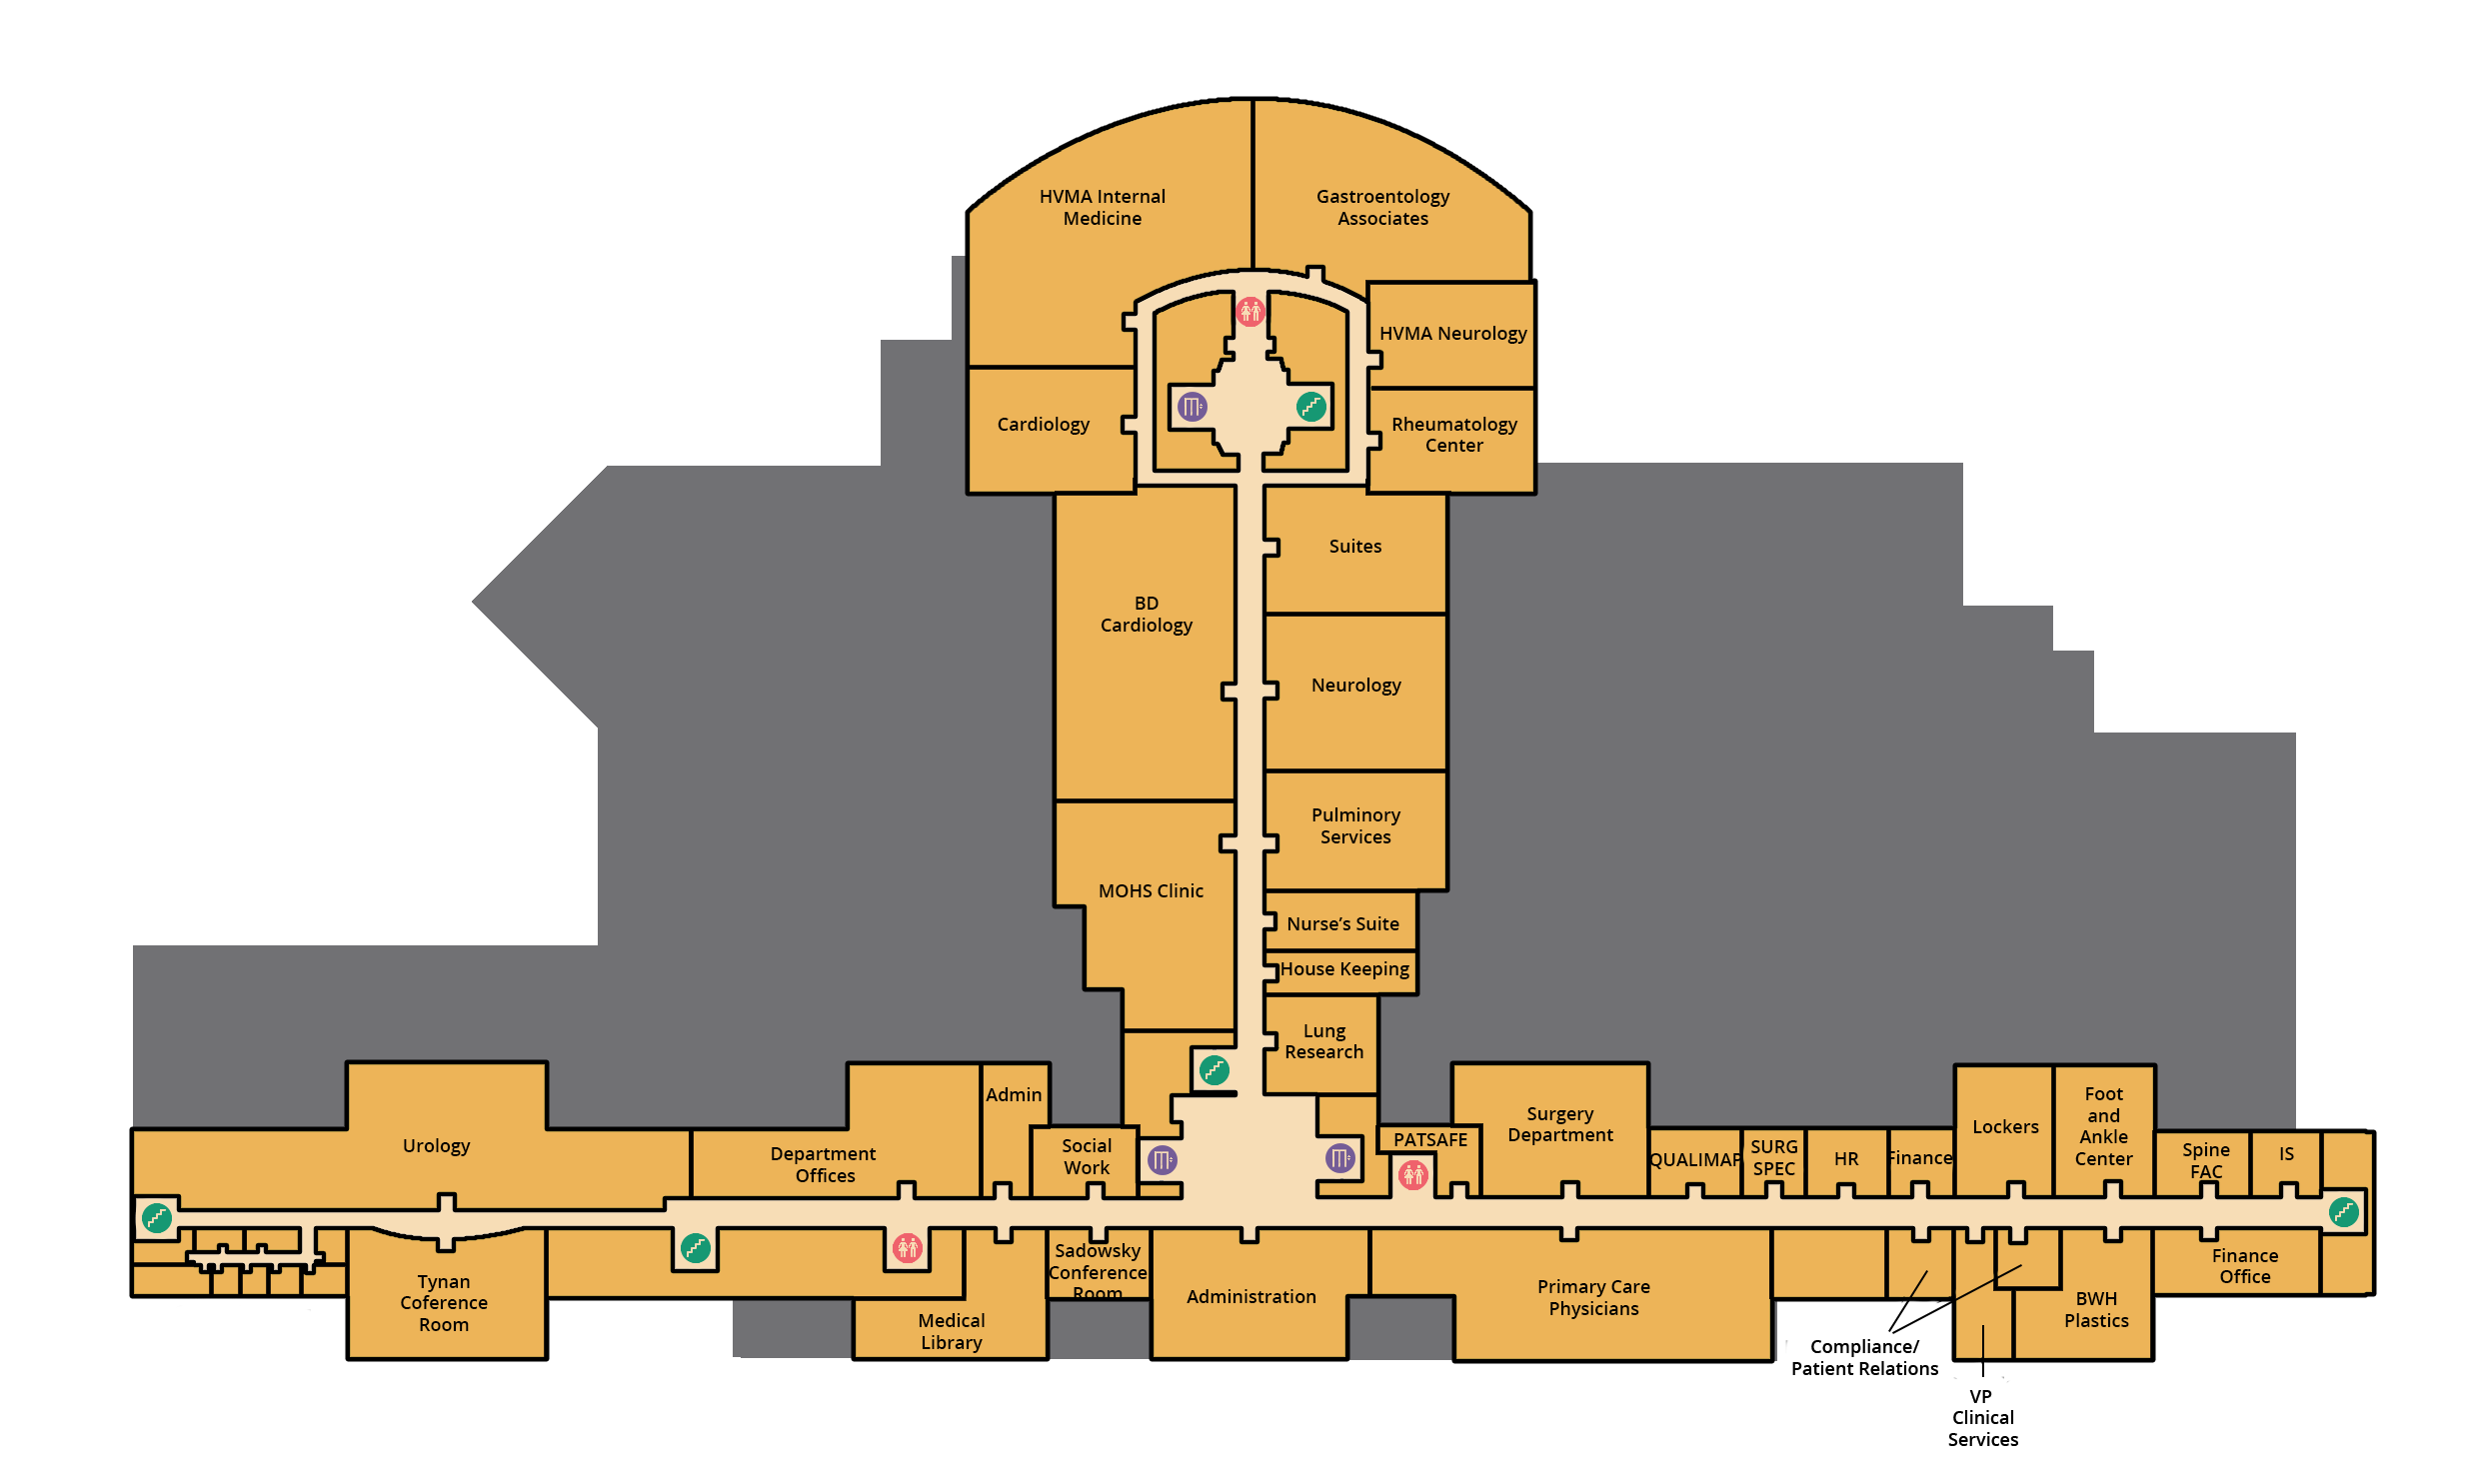 HVMA Internal
Medicine
Gastroentology
Associates
HVMA Neurology
Cardiology
Rheumatology
Center
Suites
BD
Cardiology
Neurology
Pulminory
Services
MOHS Clinic
Nurse's Suite
House Keeping
Lung
Research
Urology
Department
Offices
Admin
Social
Work
PATSAFE
Surgery
Department
QUALIMAP
SURG
SPEC
HR
Finance
Lockers
Foot
and
Ankle
Center
Spine
FAC
IS
Tynan
Coference
Room
Medical
Library
Sadowsky
Conference
Room
Administration
Primary Care
Physicians
Compliance/
Patient Relations
VP
Clinical
Services
BWH
Plastics
Finance
Office